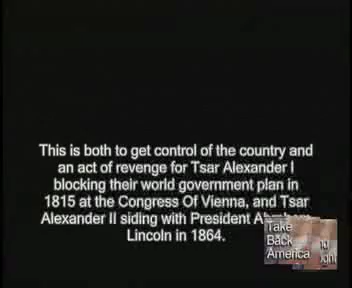 This is both to get control of the country and
an act of revenge for Tsar Alexander I
blocking their world government plan in
1815 at the Congress Of Vienna, and Tsar
Alexander II siding with President
Lincoln in 1864.
Take
Back
America